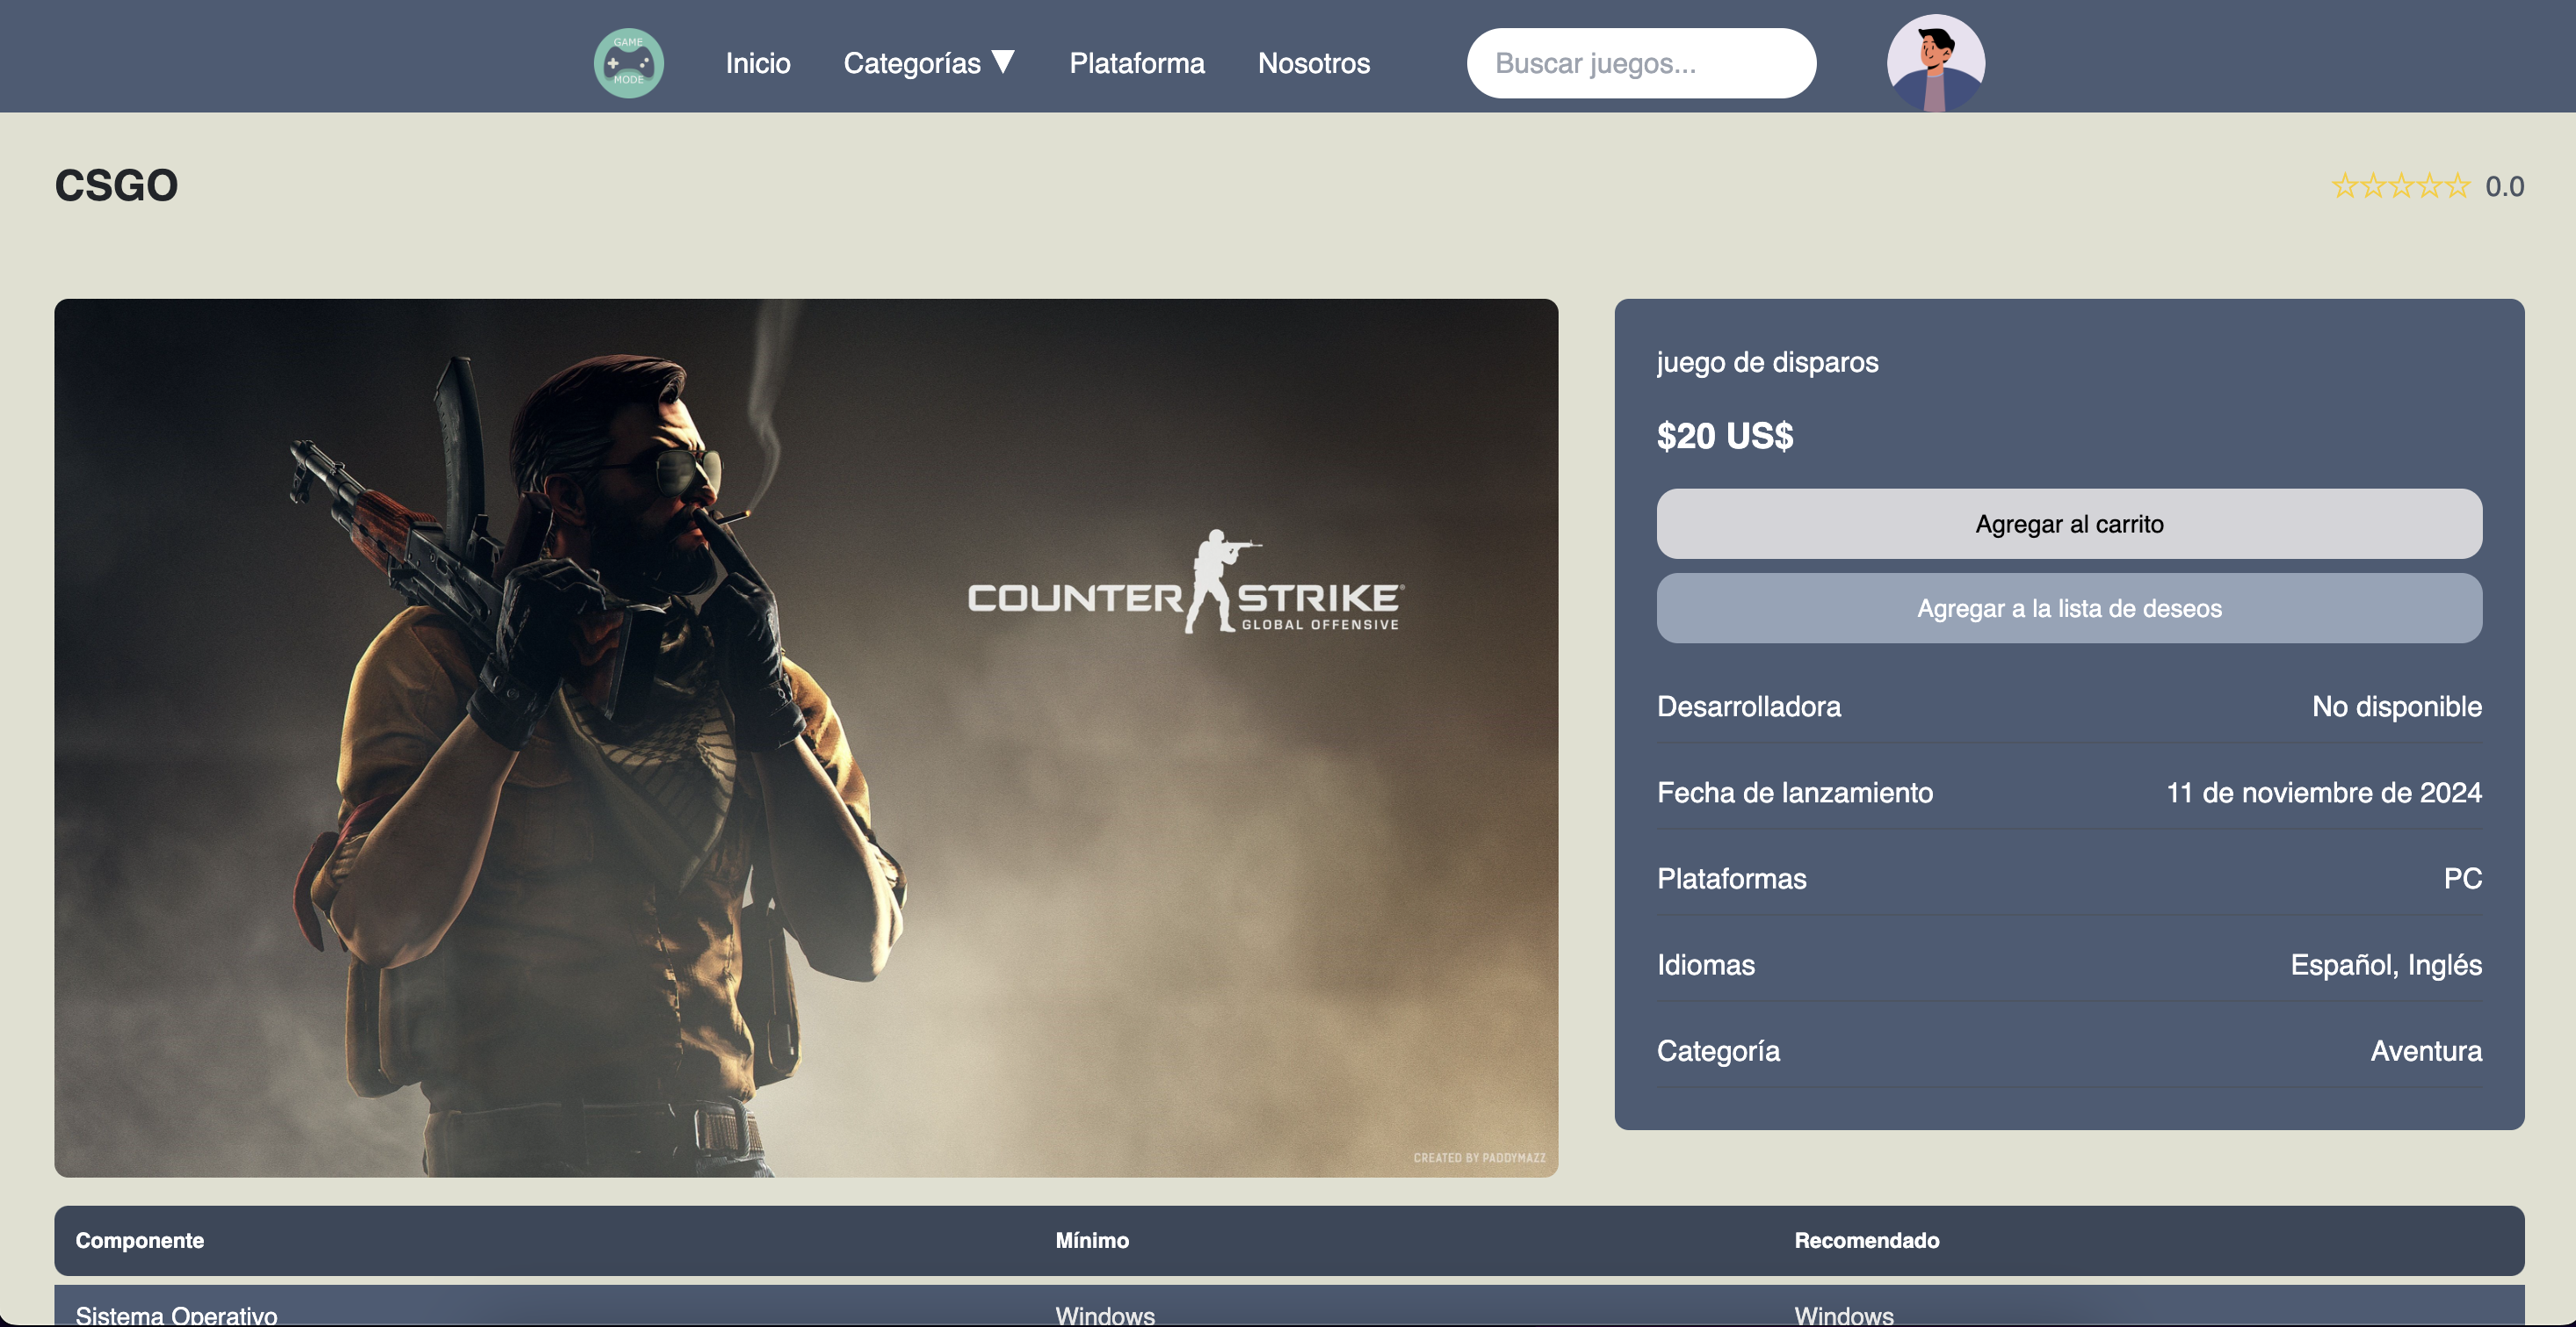 GAME
MODE
Inicio
Categorías ▼
Plataforma
Nosotros
Buscar juegos...
CSGO
☆☆☆☆☆ 0.0
COUNTER STRIKE®
GLOBAL OFFENSIVE
CREATED BY PADDYMAZZ
juego de disparos
$20 US$
Agregar al carrito
Agregar a la lista de deseos
Desarrolladora No disponible
Fecha de lanzamiento 11 de noviembre de 2024
Plataformas PC
Idiomas Español, Inglés
Categoría Aventura
Componente Mínimo Recomendado
Sistema Operativo Windows Windows